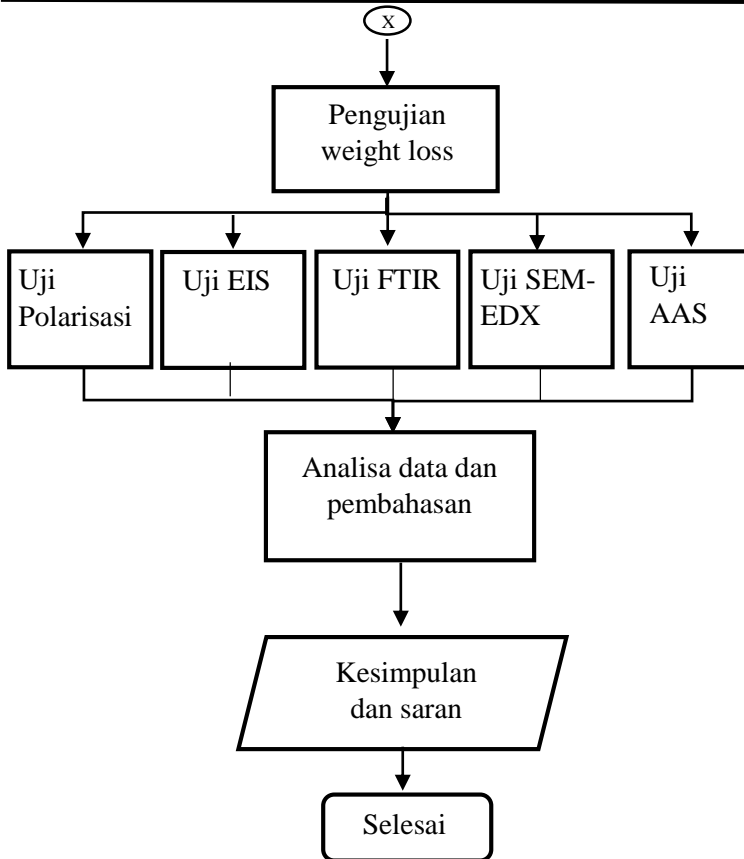 X
Pengujian
weight loss
Uji
Polarisasi
Uji EIS
Uji FTIR
Uji SEM-
EDX
Uji
AAS
Analisa data dan
pembahasan
Kesimpulan
dan saran
Selesai